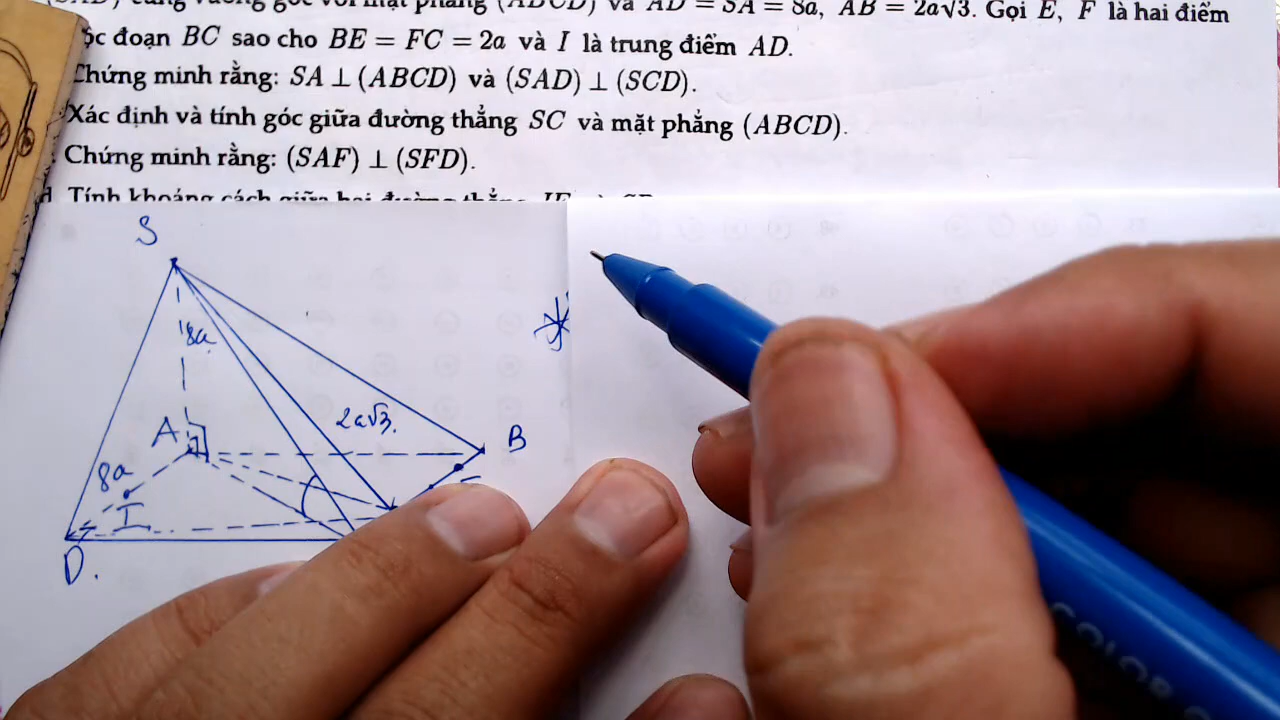 vuông góc với mặt phẳng (ABCD) và AD = SA = 8a, AB = 2a√3. Gọi E, F là hai điểm
đoạn BC sao cho BE = FC = 2a và I là trung điểm AD.
Chứng minh rằng: SA ⊥ (ABCD) và (SAD) ⊥ (SCD).
Xác định và tính góc giữa đường thẳng SC và mặt phẳng (ABCD).
Chứng minh rằng: (SAF) ⊥ (SFD).
Tính khoảng cách giữa hai đường thẳng
S
8a
2a√3.
A
B
8a
I
D.
COLOR